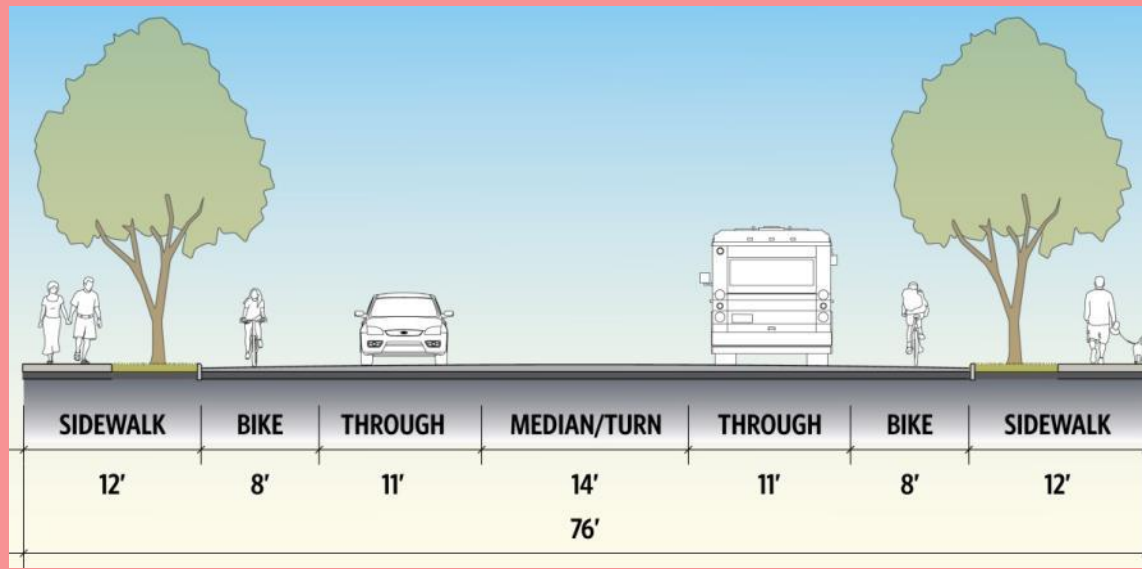 SIDEWALK BIKE THROUGH MEDIAN/TURN THROUGH BIKE SIDEWALK
12' 8' 11' 14' 11' 8' 12'
76'